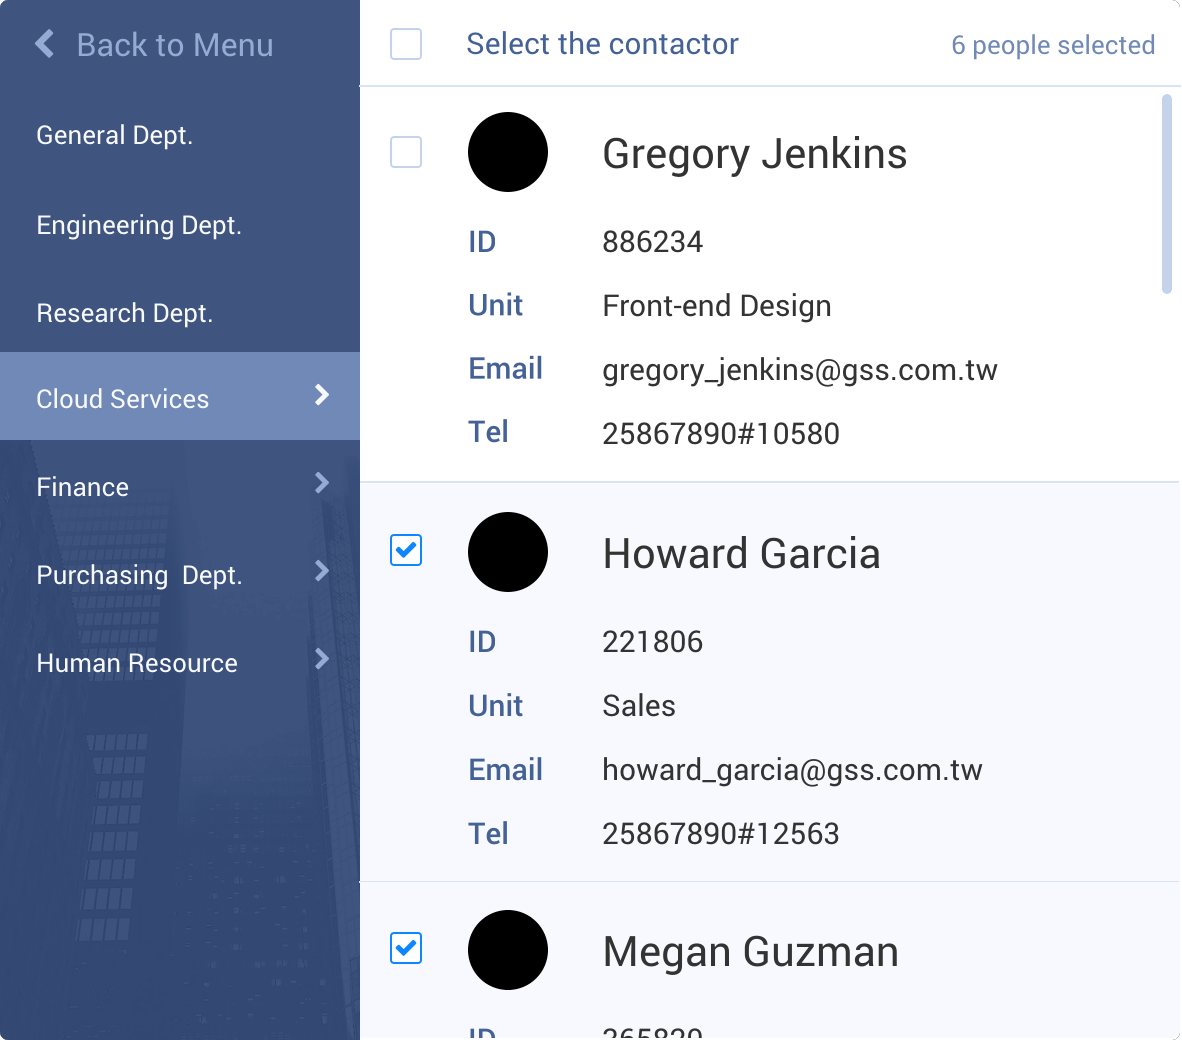 Back to Menu
General Dept.
Engineering Dept.
Research Dept.
Cloud Services
Finance
Purchasing Dept.
Human Resource
Select the contactor
6 people selected
Gregory Jenkins
ID 886234
Unit Front-end Design
Email gregory_jenkins@gss.com.tw
Tel 25867890#10580
Howard Garcia
ID 221806
Unit Sales
Email howard_garcia@gss.com.tw
Tel 25867890#12563
Megan Guzman
ID